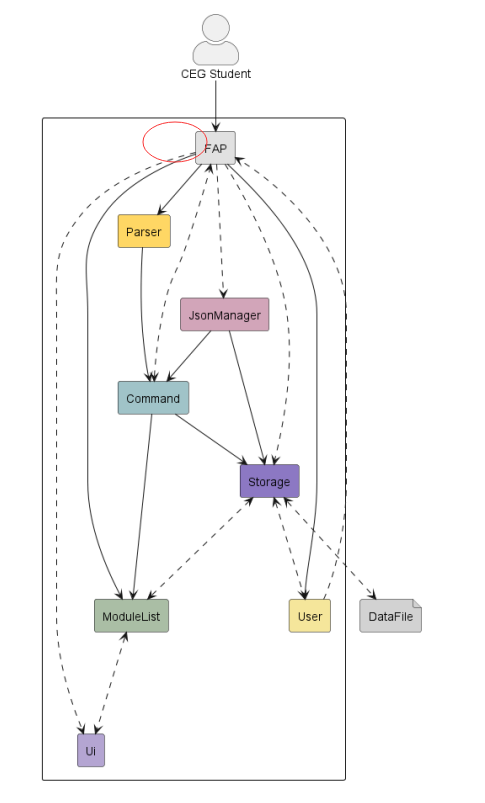 CEG Student
FAP
Parser
JsonManager
Command
Storage
ModuleList
User
DataFile
Ui